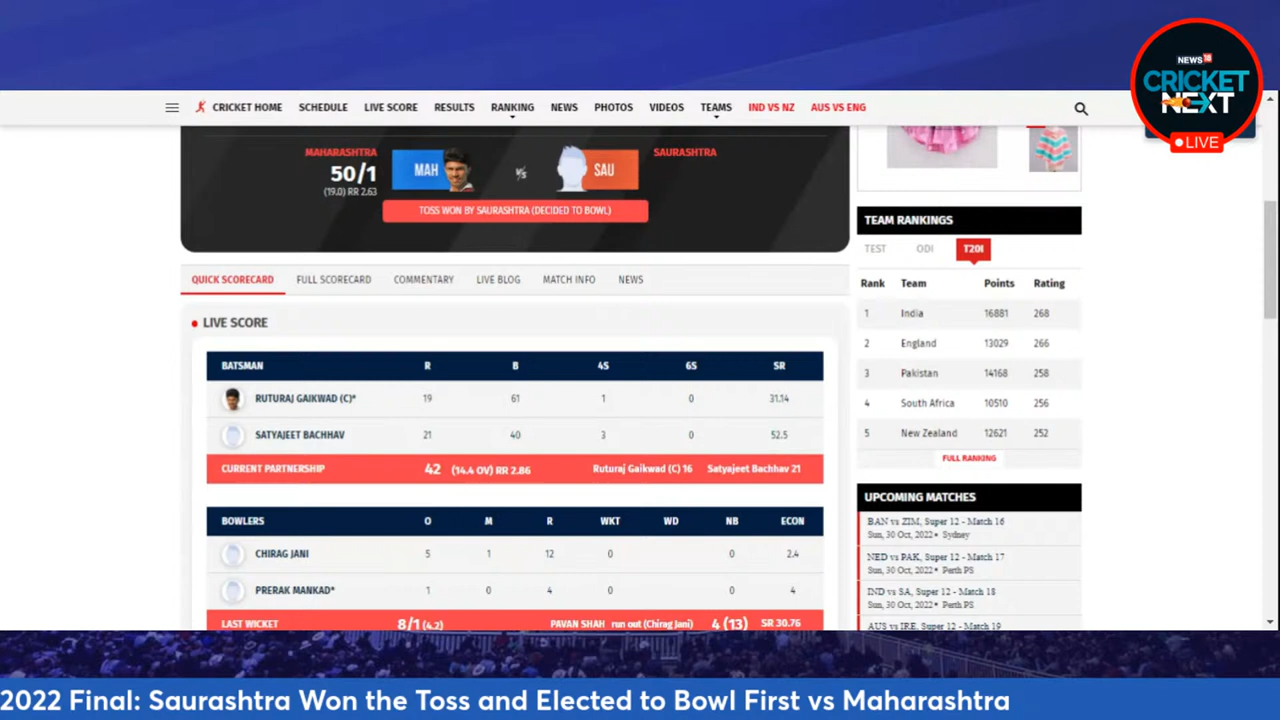 NEWS 18
CRICKET
NEXT
LIVE
CRICKET HOME SCHEDULE LIVE SCORE RESULTS RANKING NEWS PHOTOS VIDEOS TEAMS IND VS NZ AUS VS ENG
MAHARASHTRA
50/1
(19.0) RR 2.63
MAH
VS
SAU
SAURASHTRA
TOSS WON BY SAURASHTRA (DECIDED TO BOWL)
QUICK SCORECARD FULL SCORECARD COMMENTARY LIVE BLOG MATCH INFO NEWS
LIVE SCORE
BATSMAN R B 4S 6S SR
RUTURAJ GAIKWAD (C)* 19 61 1 0 31.14
SATYAJEET BACHHAV 21 40 3 0 52.5
CURRENT PARTNERSHIP 42 (14.4 OV) RR 2.86 Ruturaj Gaikwad (C) 16 Satyajeet Bachhav 21
BOWLERS O M R WKT WD NB ECON
CHIRAG JANI 5 1 12 0 0 2.4
PRERAK MANKAD* 1 0 4 0 0 4
LAST WICKET 8/1 (4.2) PAVAN SHAH run out (Chirag Jani) 4 (13) SR 30.76
TEAM RANKINGS
TEST ODI T20I
Rank Team Points Rating
1 India 16881 268
2 England 13029 266
3 Pakistan 14168 258
4 South Africa 10510 256
5 New Zealand 12621 252
FULL RANKING
UPCOMING MATCHES
BAN vs ZIM, Super 12 - Match 16
Sun, 30 Oct, 2022• Sydney
NED vs PAK, Super 12 - Match 17
Sun, 30 Oct, 2022• Perth PS
IND vs SA, Super 12 - Match 18
Sun, 30 Oct, 2022• Perth PS
AUS vs IRE, Super 12 - Match 19
2022 Final: Saurashtra Won the Toss and Elected to Bowl First vs Maharashtra